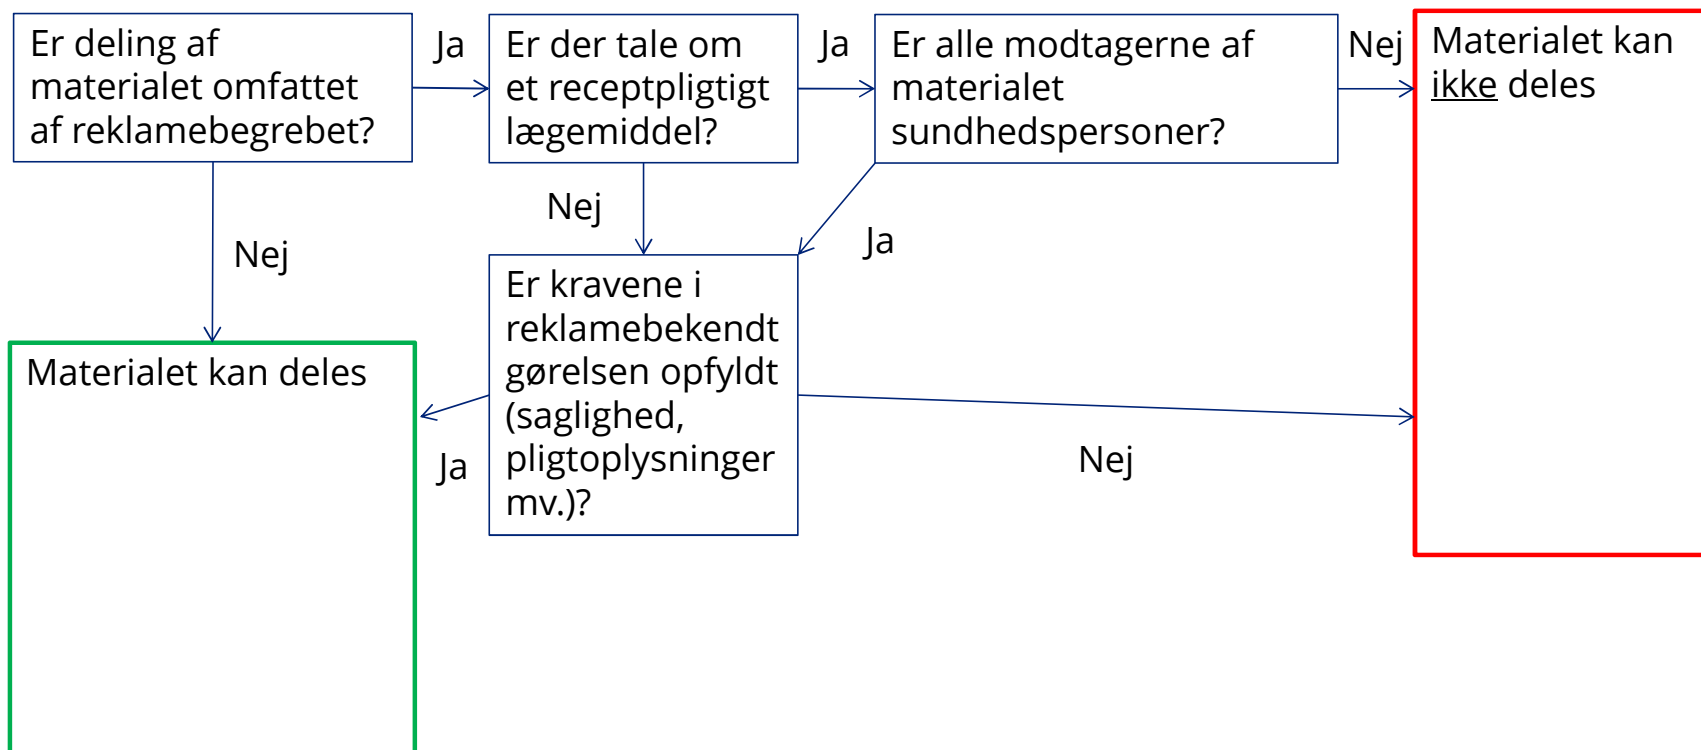 Er deling af
materialet omfattet
af reklamebegrebet?
Ja
Er der tale om
et receptpligtigt
lægemiddel?
Ja
Er alle modtagerne af
materialet
sundhedspersoner?
Nej
Materialet kan
ikke deles
Nej
Nej
Ja
Materialet kan deles
Ja
Er kravene i
reklamebekendt
gørelsen opfyldt
(saglighed,
pligtoplysninger
mv.)?
Nej